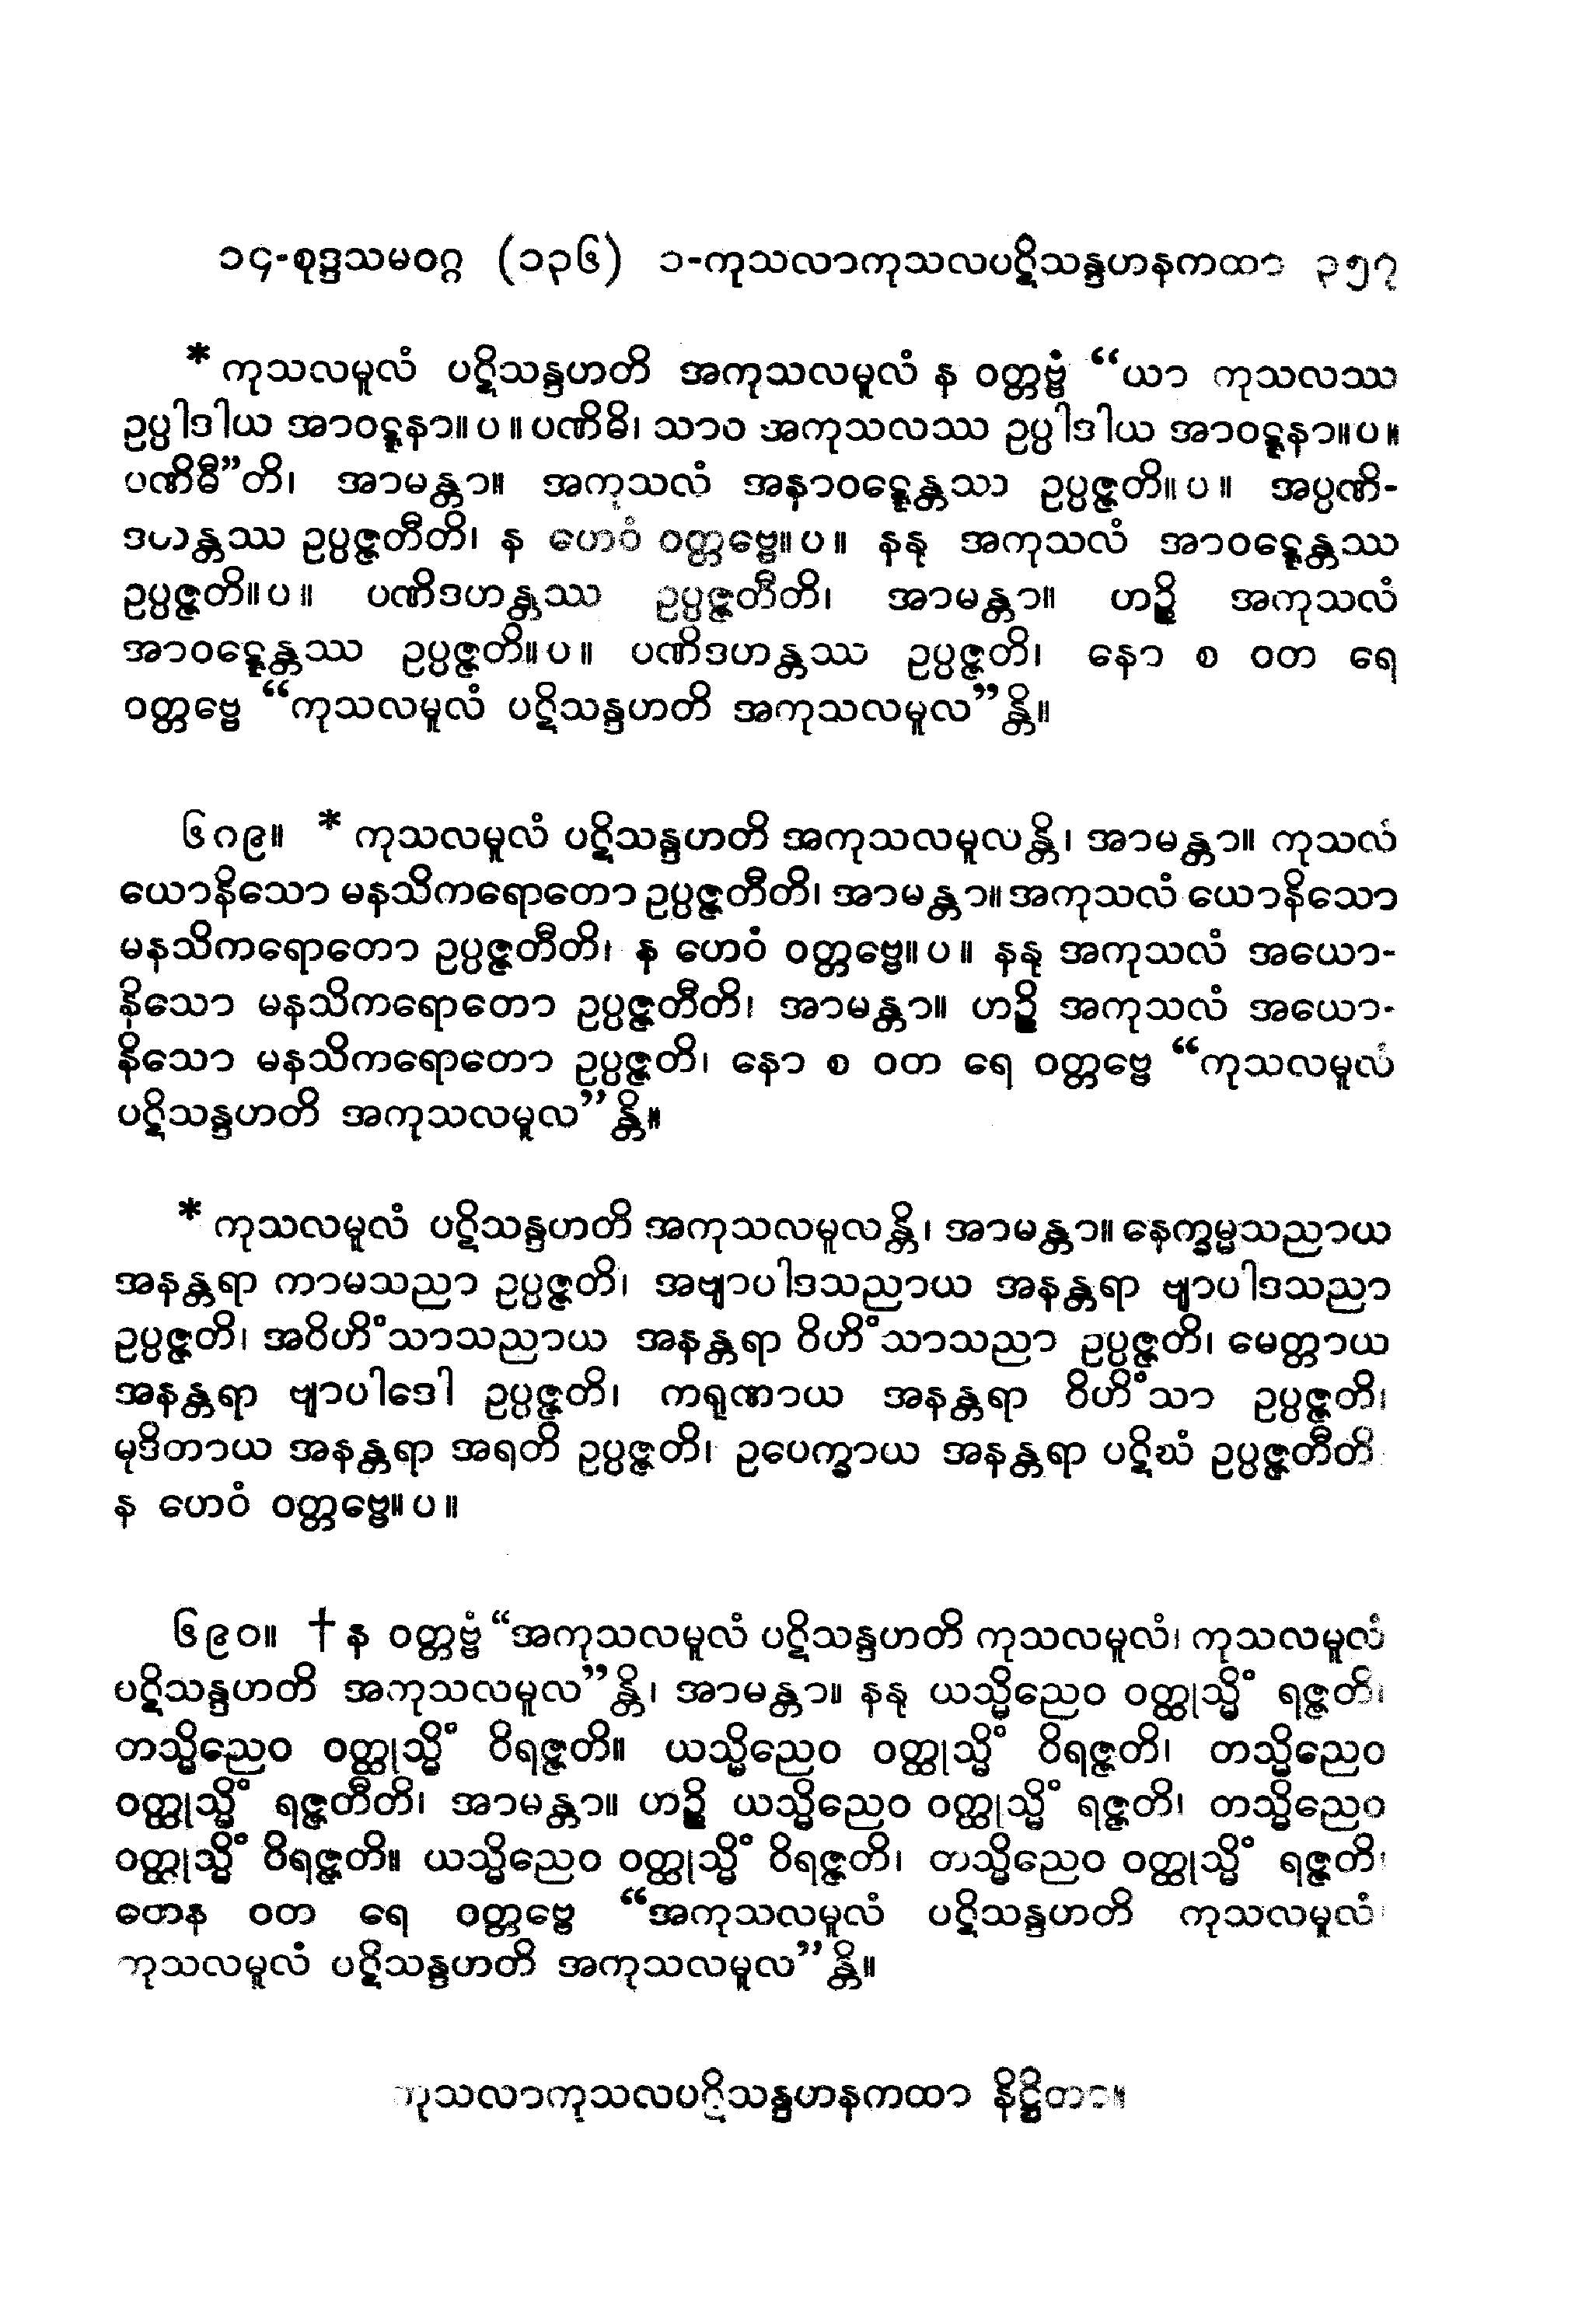 ၁၄-စုဒ္ဒသမဝဂ္ဂ (၁၃၆) ၁-ကုသလာကုသလပဋိသန္ဒဟနကထာ ၃၅၇
* ကုသလမူလံ ပဋိသန္ဒဟတိ အကုသလမူလံ န ဝတ္တဗ္ဗံ “ယာ ကုသလဿ
ဥပ္ပါဒါယ အာဝဋ္ဋနာ။ပ။ ပဏိဓိ၊ သာဝ အကုသလဿ ဥပ္ပါဒါယ အာဝဋ္ဋနာ။ပ။
ပဏိဓီ”တိ၊ အာမန္တာ။ အကုသလံ အနာဝဋ္ဋေန္တဿ ဥပ္ပဇ္ဇတိ။ပ။ အပ္ပဏိ-
ဒဟန္တဿ ဥပ္ပဇ္ဇတီတိ၊ န ဟေဝံ ဝတ္တဗ္ဗေ။ပ။ နနု အကုသလံ အာဝဋ္ဋေန္တဿ
ဥပ္ပဇ္ဇတိ။ပ။ ပဏိဒဟန္တဿ ဥပ္ပဇ္ဇတီတိ၊ အာမန္တာ။ ဟဉ္စိ အကုသလံ
အာဝဋ္ဋေန္တဿ ဥပ္ပဇ္ဇတိ။ပ။ ပဏိဒဟန္တဿ ဥပ္ပဇ္ဇတိ၊ နော စ ဝတ ရေ
ဝတ္တဗ္ဗေ “ကုသလမူလံ ပဋိသန္ဒဟတိ အကုသလမူလ”န္တိ။
၆၈၉။ * ကုသလမူလံ ပဋိသန္ဒဟတိ အကုသလမူလန္တိ၊ အာမန္တာ။ ကုသလံ
ယောနိသော မနသိကရောတော ဥပ္ပဇ္ဇတီတိ၊ အာမန္တာ။ အကုသလံ ယောနိသော
မနသိကရောတော ဥပ္ပဇ္ဇတီတိ၊ န ဟေဝံ ဝတ္တဗ္ဗေ။ပ။ နနု အကုသလံ အယော-
နိသော မနသိကရောတော ဥပ္ပဇ္ဇတီတိ၊ အာမန္တာ။ ဟဉ္စိ အကုသလံ အယော-
နိသော မနသိကရောတော ဥပ္ပဇ္ဇတိ၊ နော စ ဝတ ရေ ဝတ္တဗ္ဗေ “ကုသလမူလံ
ပဋိသန္ဒဟတိ အကုသလမူလ”န္တိ။
* ကုသလမူလံ ပဋိသန္ဒဟတိ အကုသလမူလန္တိ၊ အာမန္တာ။ နေက္ခမ္မသညာယ
အနန္တရာ ကာမသညာ ဥပ္ပဇ္ဇတိ၊ အဗျာပါဒသညာယ အနန္တရာ ဗျာပါဒသညာ
ဥပ္ပဇ္ဇတိ၊ အဝိဟိံသာသညာယ အနန္တရာ ဝိဟိံသာသညာ ဥပ္ပဇ္ဇတိ၊ မေတ္တာယ
အနန္တရာ ဗျာပါဒေါ ဥပ္ပဇ္ဇတိ၊ ကရုဏာယ အနန္တရာ ဝိဟိံသာ ဥပ္ပဇ္ဇတိ၊
မုဒိတာယ အနန္တရာ အရတိ ဥပ္ပဇ္ဇတိ၊ ဥပေက္ခာယ အနန္တရာ ပဋိဃံ ဥပ္ပဇ္ဇတီတိ
န ဟေဝံ ဝတ္တဗ္ဗေ။ပ။
၆၉၀။ † န ဝတ္တဗ္ဗံ “အကုသလမူလံ ပဋိသန္ဒဟတိ ကုသလမူလံ၊ ကုသလမူလံ
ပဋိသန္ဒဟတိ အကုသလမူလ”န္တိ၊ အာမန္တာ။ နနု ယသ္မိညေဝ ဝတ္ထုသ္မိံ ရဇ္ဇတိ၊
တသ္မိညေဝ ဝတ္ထုသ္မိံ ဝိရဇ္ဇတိ။ ယသ္မိညေဝ ဝတ္ထုသ္မိံ ဝိရဇ္ဇတိ၊ တသ္မိညေဝ
ဝတ္ထုသ္မိံ ရဇ္ဇတီတိ၊ အာမန္တာ။ ဟဉ္စိ ယသ္မိညေဝ ဝတ္ထုသ္မိံ ရဇ္ဇတိ၊ တသ္မိညေဝ
ဝတ္ထုသ္မိံ ဝိရဇ္ဇတိ။ ယသ္မိညေဝ ဝတ္ထုသ္မိံ ဝိရဇ္ဇတိ၊ တသ္မိညေဝ ဝတ္ထုသ္မိံ ရဇ္ဇတိ၊
တေန ဝတ ရေ ဝတ္တဗ္ဗေ “အကုသလမူလံ ပဋိသန္ဒဟတိ ကုသလမူလံ၊
ကုသလမူလံ ပဋိသန္ဒဟတိ အကုသလမူလ”န္တိ။
ကုသလာကုသလပဋိသန္ဒဟနကထာ နိဋ္ဌိတာ။